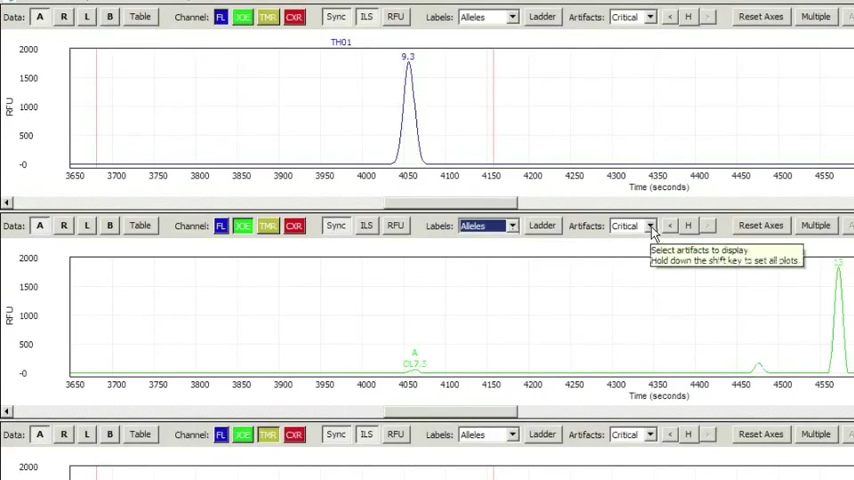 Data: A R L B Table Channel: FL JOE TMR CXR Sync ILS RFU Labels: Alleles Ladder Artifacts: Critical < H > Reset Axes Multiple
TH01
9.3
2000
1500
1000
500
-0
RFU
3650 3700 3750 3800 3850 3900 3950 4000 4050 4100 4150 4200 4250 4300 4350 4400 4450 4500 4550
Time (seconds)
Data: A R L B Table Channel: FL JOE TMR CXR Sync ILS RFU Labels: Alleles Ladder Artifacts: Critical < H > Reset Axes Multiple
Select artifacts to display
Hold down the shift key to set all plots.
2000
1500
1000
500
-0
RFU
A
OL7.3
3650 3700 3750 3800 3850 3900 3950 4000 4050 4100 4150 4200 4250 4300 4350 4400 4450 4500 4550
Time (seconds)
Data: A R L B Table Channel: FL JOE TMR CXR Sync ILS RFU Labels: Alleles Ladder Artifacts: Critical < H > Reset Axes Multiple
2000